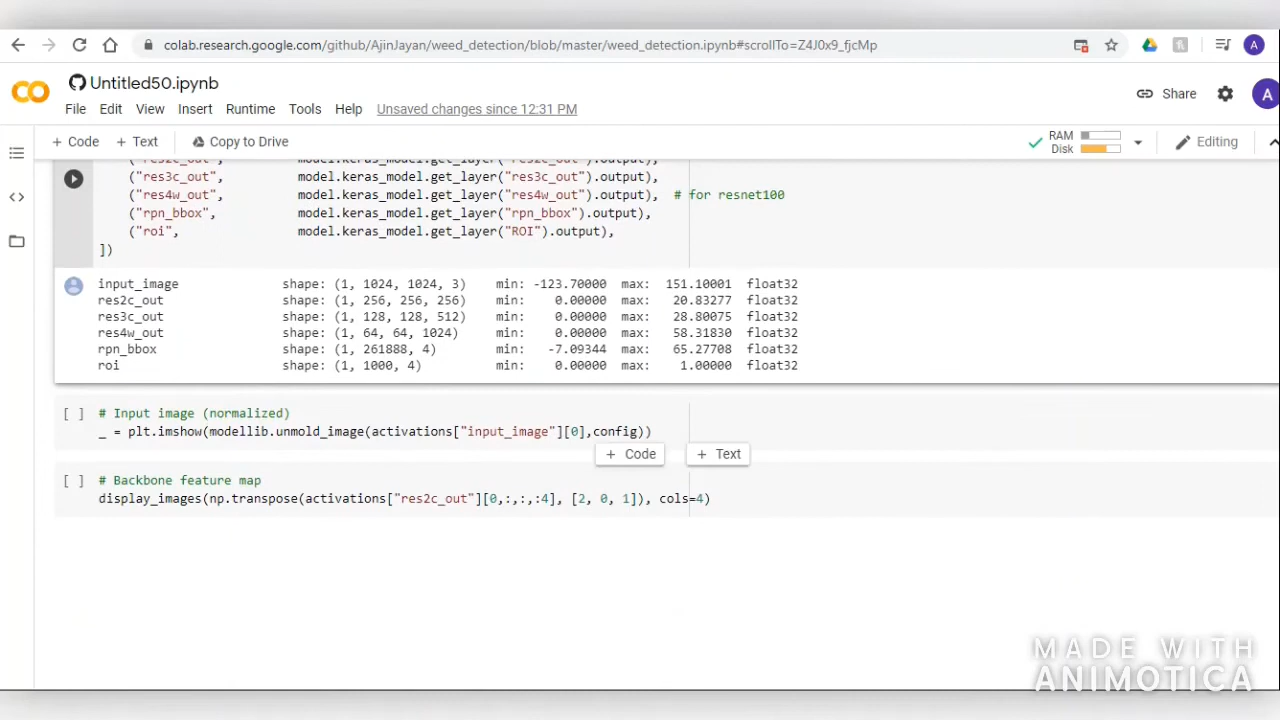 colab.research.google.com/github/AjinJayan/weed_detection/blob/master/weed_detection.ipynb#scrollTo=Z4J0x9_fjcMp
A
Untitled50.ipynb
File Edit View Insert Runtime Tools Help Unsaved changes since 12:31 PM
Share
A
+ Code + Text Copy to Drive
RAM
Disk
Editing
("res2c_out", model.keras_model.get_layer("res2c_out").output),
("res3c_out", model.keras_model.get_layer("res3c_out").output),
("res4w_out", model.keras_model.get_layer("res4w_out").output), # for resnet100
("rpn_bbox", model.keras_model.get_layer("rpn_bbox").output),
("roi", model.keras_model.get_layer("ROI").output),
])
input_image shape: (1, 1024, 1024, 3) min: -123.70000 max: 151.10001 float32
res2c_out shape: (1, 256, 256, 256) min: 0.00000 max: 20.83277 float32
res3c_out shape: (1, 128, 128, 512) min: 0.00000 max: 28.80075 float32
res4w_out shape: (1, 64, 64, 1024) min: 0.00000 max: 58.31830 float32
rpn_bbox shape: (1, 261888, 4) min: -7.09344 max: 65.27708 float32
roi shape: (1, 1000, 4) min: 0.00000 max: 1.00000 float32
[ ] # Input image (normalized)
_ = plt.imshow(modellib.unmold_image(activations["input_image"][0],config))
+ Code + Text
[ ] # Backbone feature map
display_images(np.transpose(activations["res2c_out"][0,:,:,:4], [2, 0, 1]), cols=4)
MADE WITH
ANIMOTICA